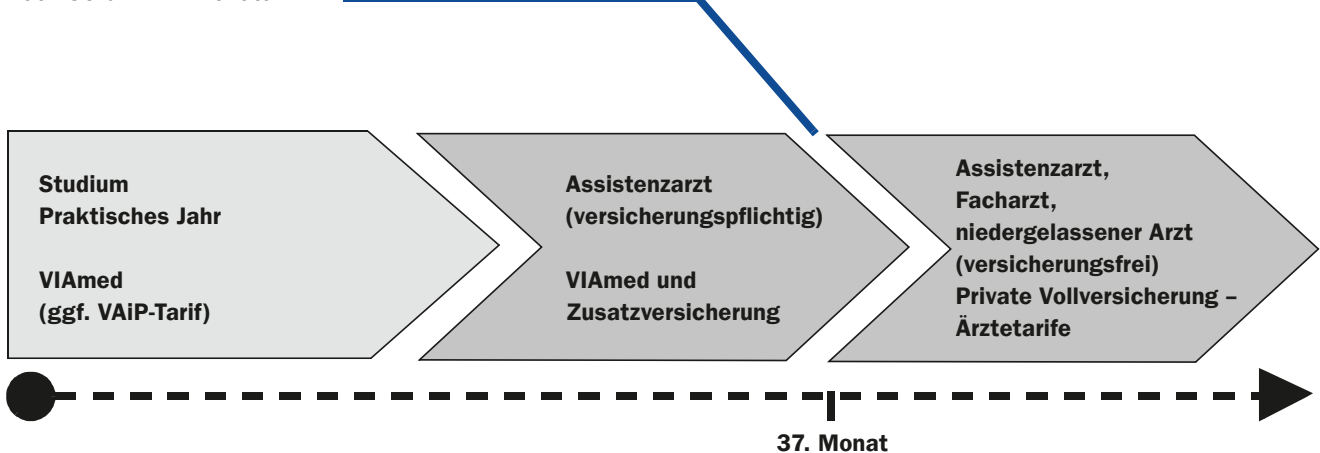 Studium
Praktisches Jahr
VIAmed
(ggf. VAiP-Tarif)
Assistenzarzt
(versicherungspflichtig)
VIAmed und
Zusatzversicherung
Assistenzarzt,
Facharzt,
niedergelassener Arzt
(versicherungsfrei)
Private Vollversicherung –
Ärztetarife
37. Monat